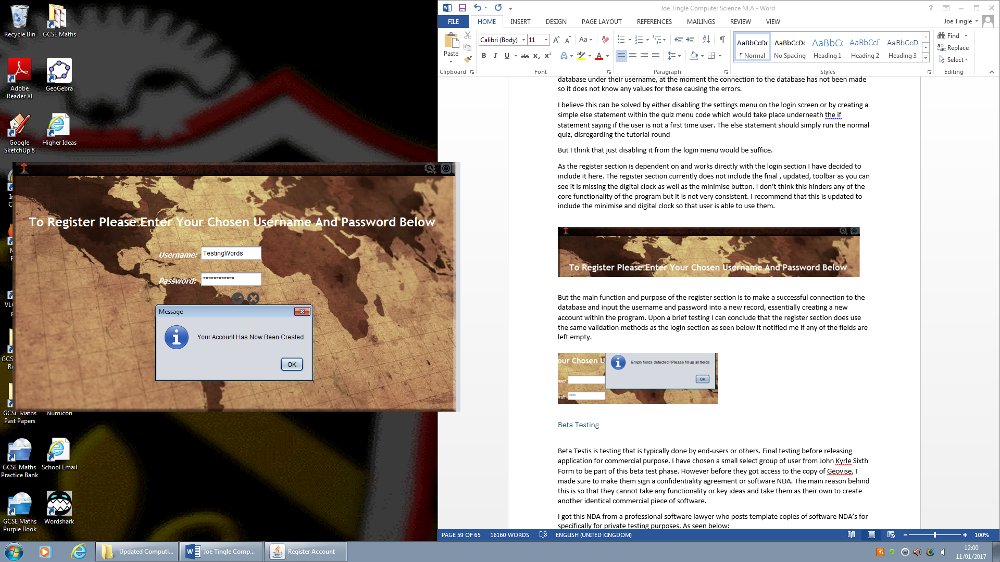 Recycle Bin
GCSE Maths
Adobe
Reader XI
GeoGebra
Google
SketchUp 8
Higher Ideas
GCSE Maths
Past Papers
Numicon
GCSE Maths
Practice Bank
School Email
GCSE Maths
Purple Book
Wordshark
To Register Please Enter Your Chosen Username And Password Below
Username:
TestingWords
Password:
************
Message
Your Account Has Now Been Created
OK
Joe Tingle Computer Science NEA - Word
FILE
HOME
INSERT
DESIGN
PAGE LAYOUT
REFERENCES
MAILINGS
REVIEW
VIEW
Joe Tingle
Paste
Calibri (Body)
11
Clipboard
Font
Paragraph
AaBbCcDc
¶ Normal
AaBbCcDc
No Spacing
AaBbCc
Heading 1
AaBbCcD
Heading 2
AaBbCcD
Heading 3
Styles
Find
Replace
Select
Editing
database under their username, at the moment the connection to the database has not been made
so it does not know any values for these causing the errors.
I believe this can be solved by either disabling the settings menu on the login screen or by creating a
simple else statement within the quiz menu code which would take place underneath the if
statement saying if the user is not a first time user. The else statement should simply run the normal
quiz, disregarding the tutorial round
But I think that just disabling it from the login menu would be suffice.
As the register section is dependent on and works directly with the login section I have decided to
include it here. The register section currently does not include the final , updated, toolbar as you can
see it is missing the digital clock as well as the minimise button. I don't think this hinders any of the
core functionality of the program but it is not very consistent. I recommend that this is updated to
include the minimise and digital clock so that user is able to use them.
To Register Please Enter Your Chosen Username And Password Below
But the main function and purpose of the register section is to make a successful connection to the
database and input the username and password into a new record, essentially creating a new
account within the program. Upon a brief testing I can conclude that the register section does use
the same validation methods as the login section as seen below it notified me if any of the fields are
left empty.
our Chosen U
Empty fields detected ! Please fill up all fields
OK
me:
ord:
****
Beta Testing
Beta Testis is testing that is typically done by end-users or others. Final testing before releasing
application for commercial purpose. I have chosen a small select group of user from John Kyrle Sixth
Form to be part of this beta test phase. However before they got access to the copy of Geovise, I
made sure to make them sign a confidentiality agreement or software NDA. The main reason behind
this is so that they cannot take any functionality or key ideas and take them as their own to create
another identical commercial piece of software.
I got this NDA from a professional software lawyer who posts template copies of software NDA's for
specifically for private testing purposes. As seen below:
PAGE 59 OF 65
16160 WORDS
ENGLISH (UNITED KINGDOM)
100%
Updated Computi...
Joe Tingle Comp...
Register Account
12:00
11/01/2017